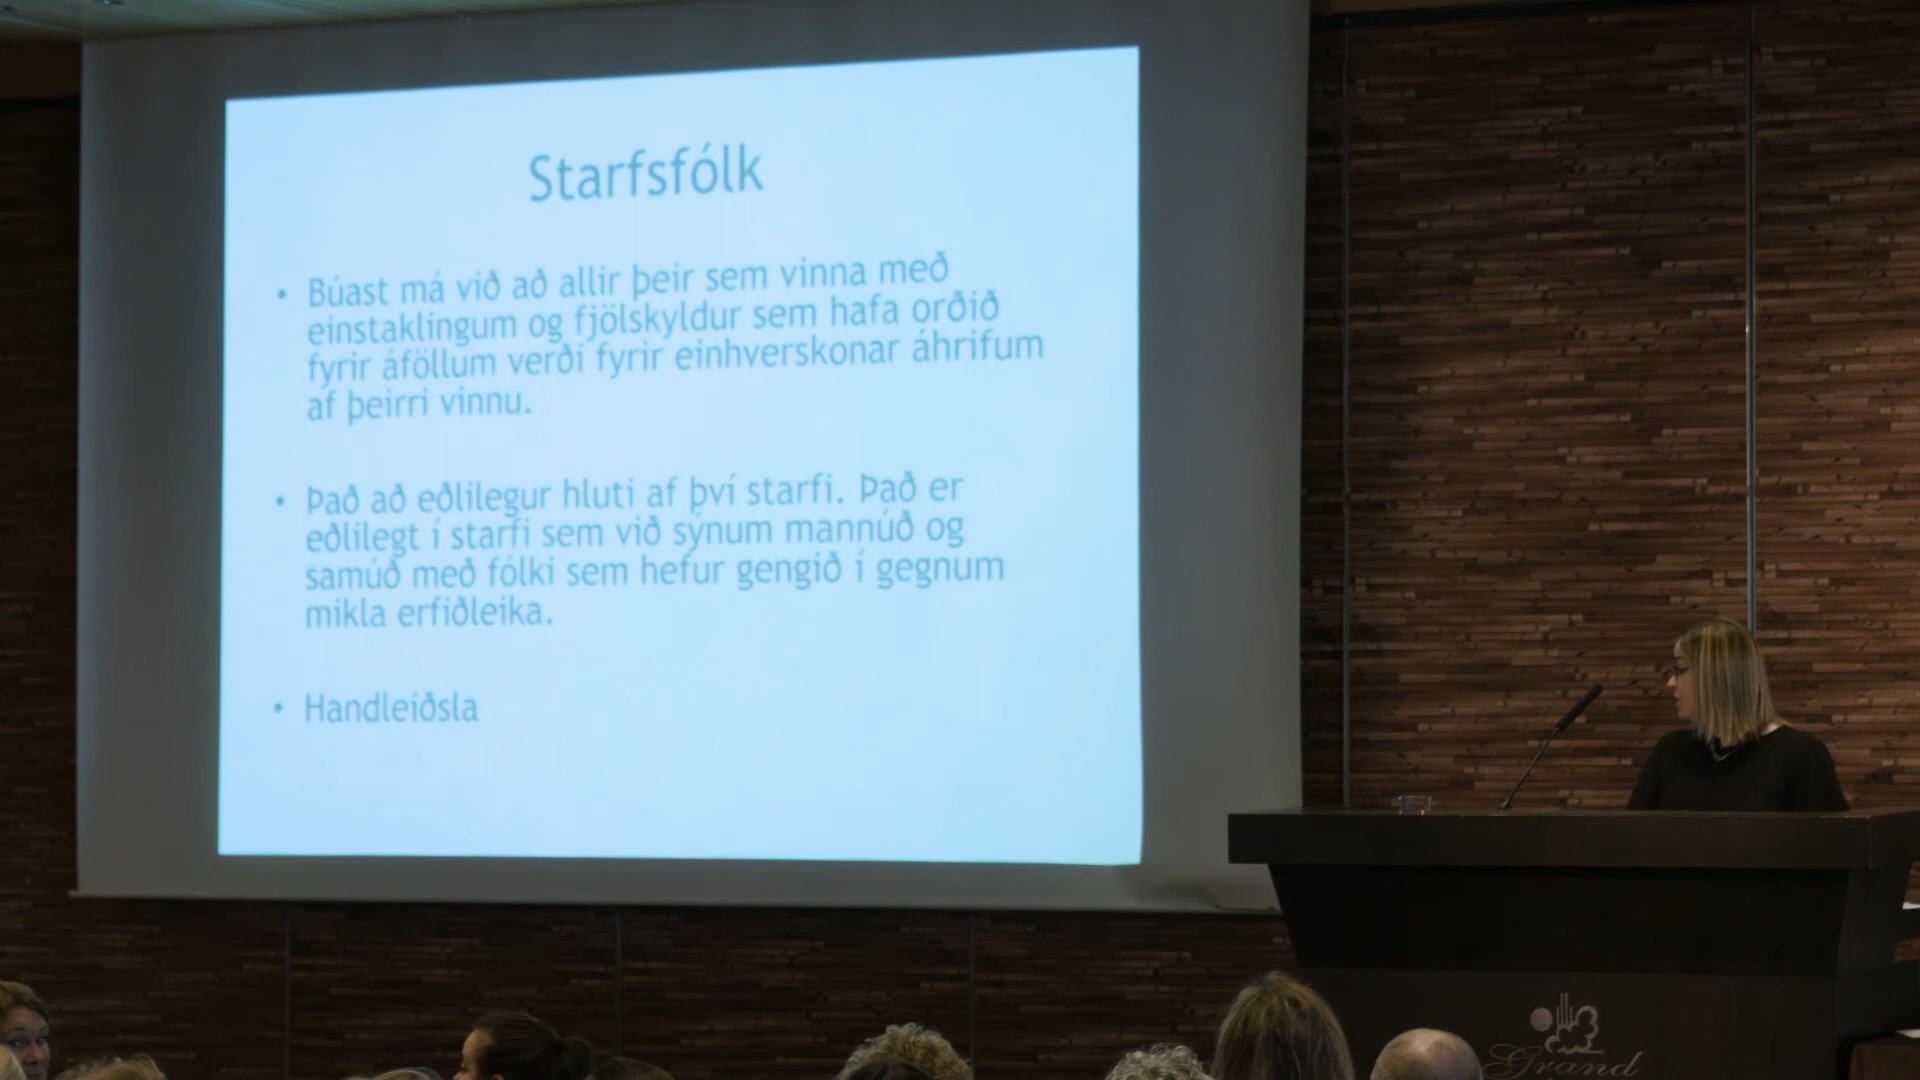 Starfsfólk
• Búast má við að allir þeir sem vinna með
einstaklingum og fjölskyldur sem hafa orðið
fyrir áföllum verði fyrir einhverskonar áhrifum
af þeirri vinnu.
• Það að eðlilegur hluti af því starfi. Það er
eðlilegt í starfi sem við sýnum mannúð og
samúð með fólki sem hefur gengið í gegnum
mikla erfiðleika.
• Handleiðsla
Grand